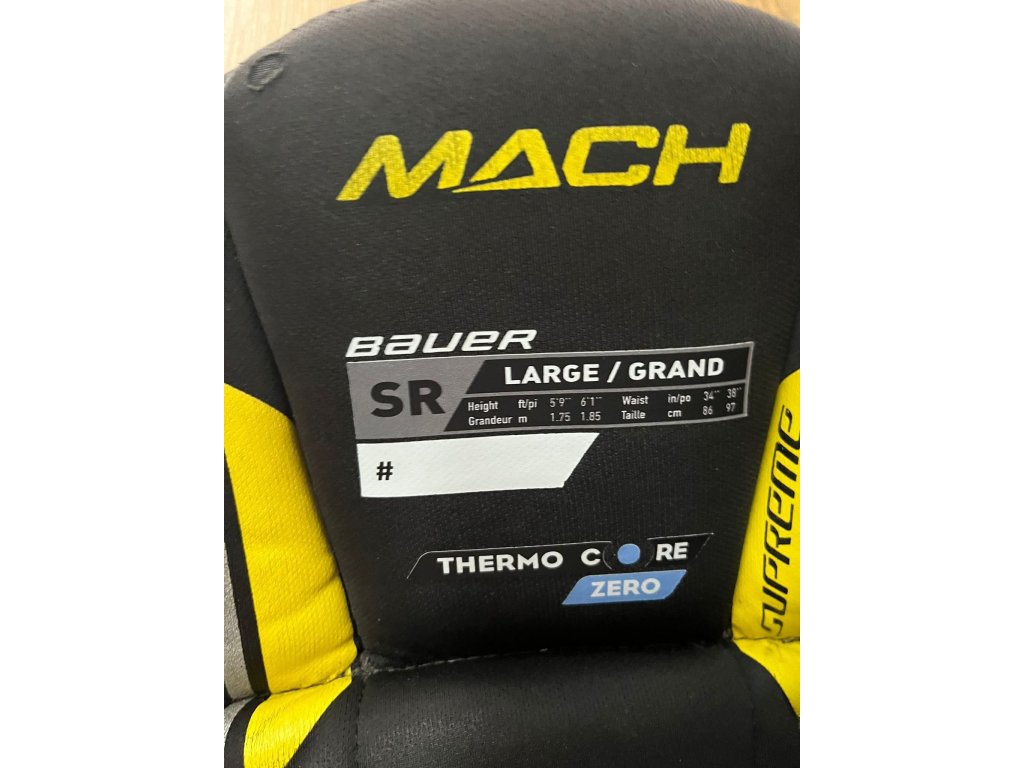 MACH
BAUER
SR
LARGE / GRAND
Height ft/pi 5'9" 6'1" Waist in/po 34" 38"
Grandeur m 1.75 1.85 Taille cm 86 97
#
THERMO CORE
ZERO
SUPREME